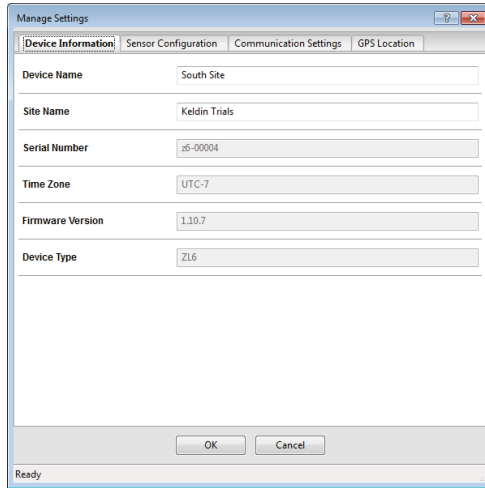 Manage Settings
Device Information Sensor Configuration Communication Settings GPS Location
Device Name South Site
Site Name Keldin Trials
Serial Number z6-00004
Time Zone UTC-7
Firmware Version 1.10.7
Device Type ZL6
OK Cancel
Ready